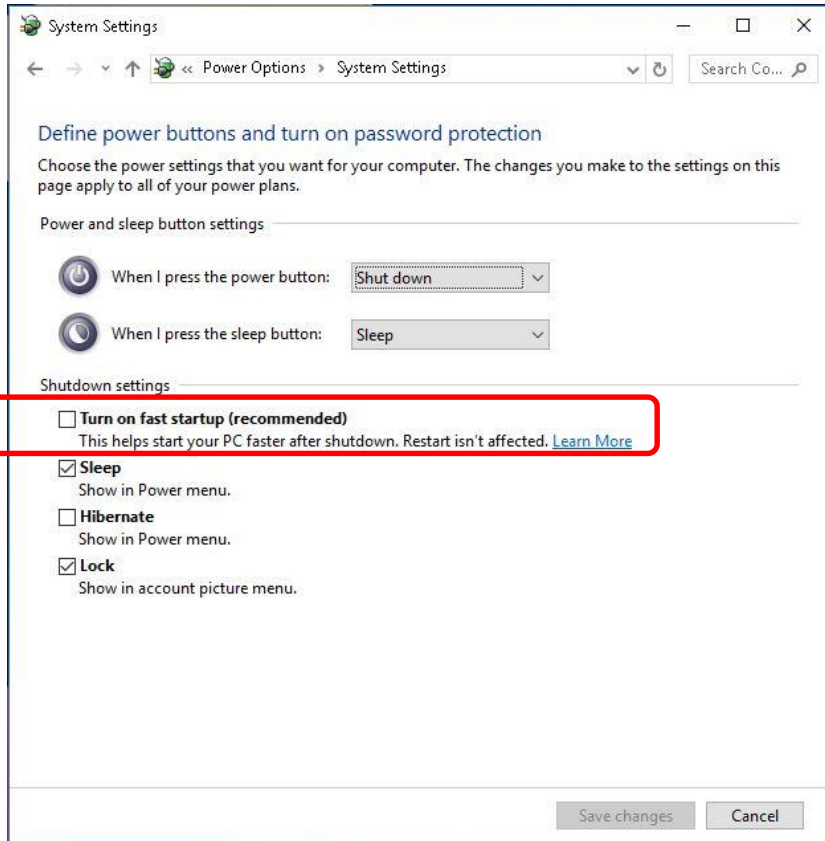 System Settings
« Power Options > System Settings
Search Co...
Define power buttons and turn on password protection
Choose the power settings that you want for your computer. The changes you make to the settings on this
page apply to all of your power plans.
Power and sleep button settings
When I press the power button: Shut down
When I press the sleep button: Sleep
Shutdown settings
Turn on fast startup (recommended)
This helps start your PC faster after shutdown. Restart isn't affected. Learn More
Sleep
Show in Power menu.
Hibernate
Show in Power menu.
Lock
Show in account picture menu.
Save changes Cancel